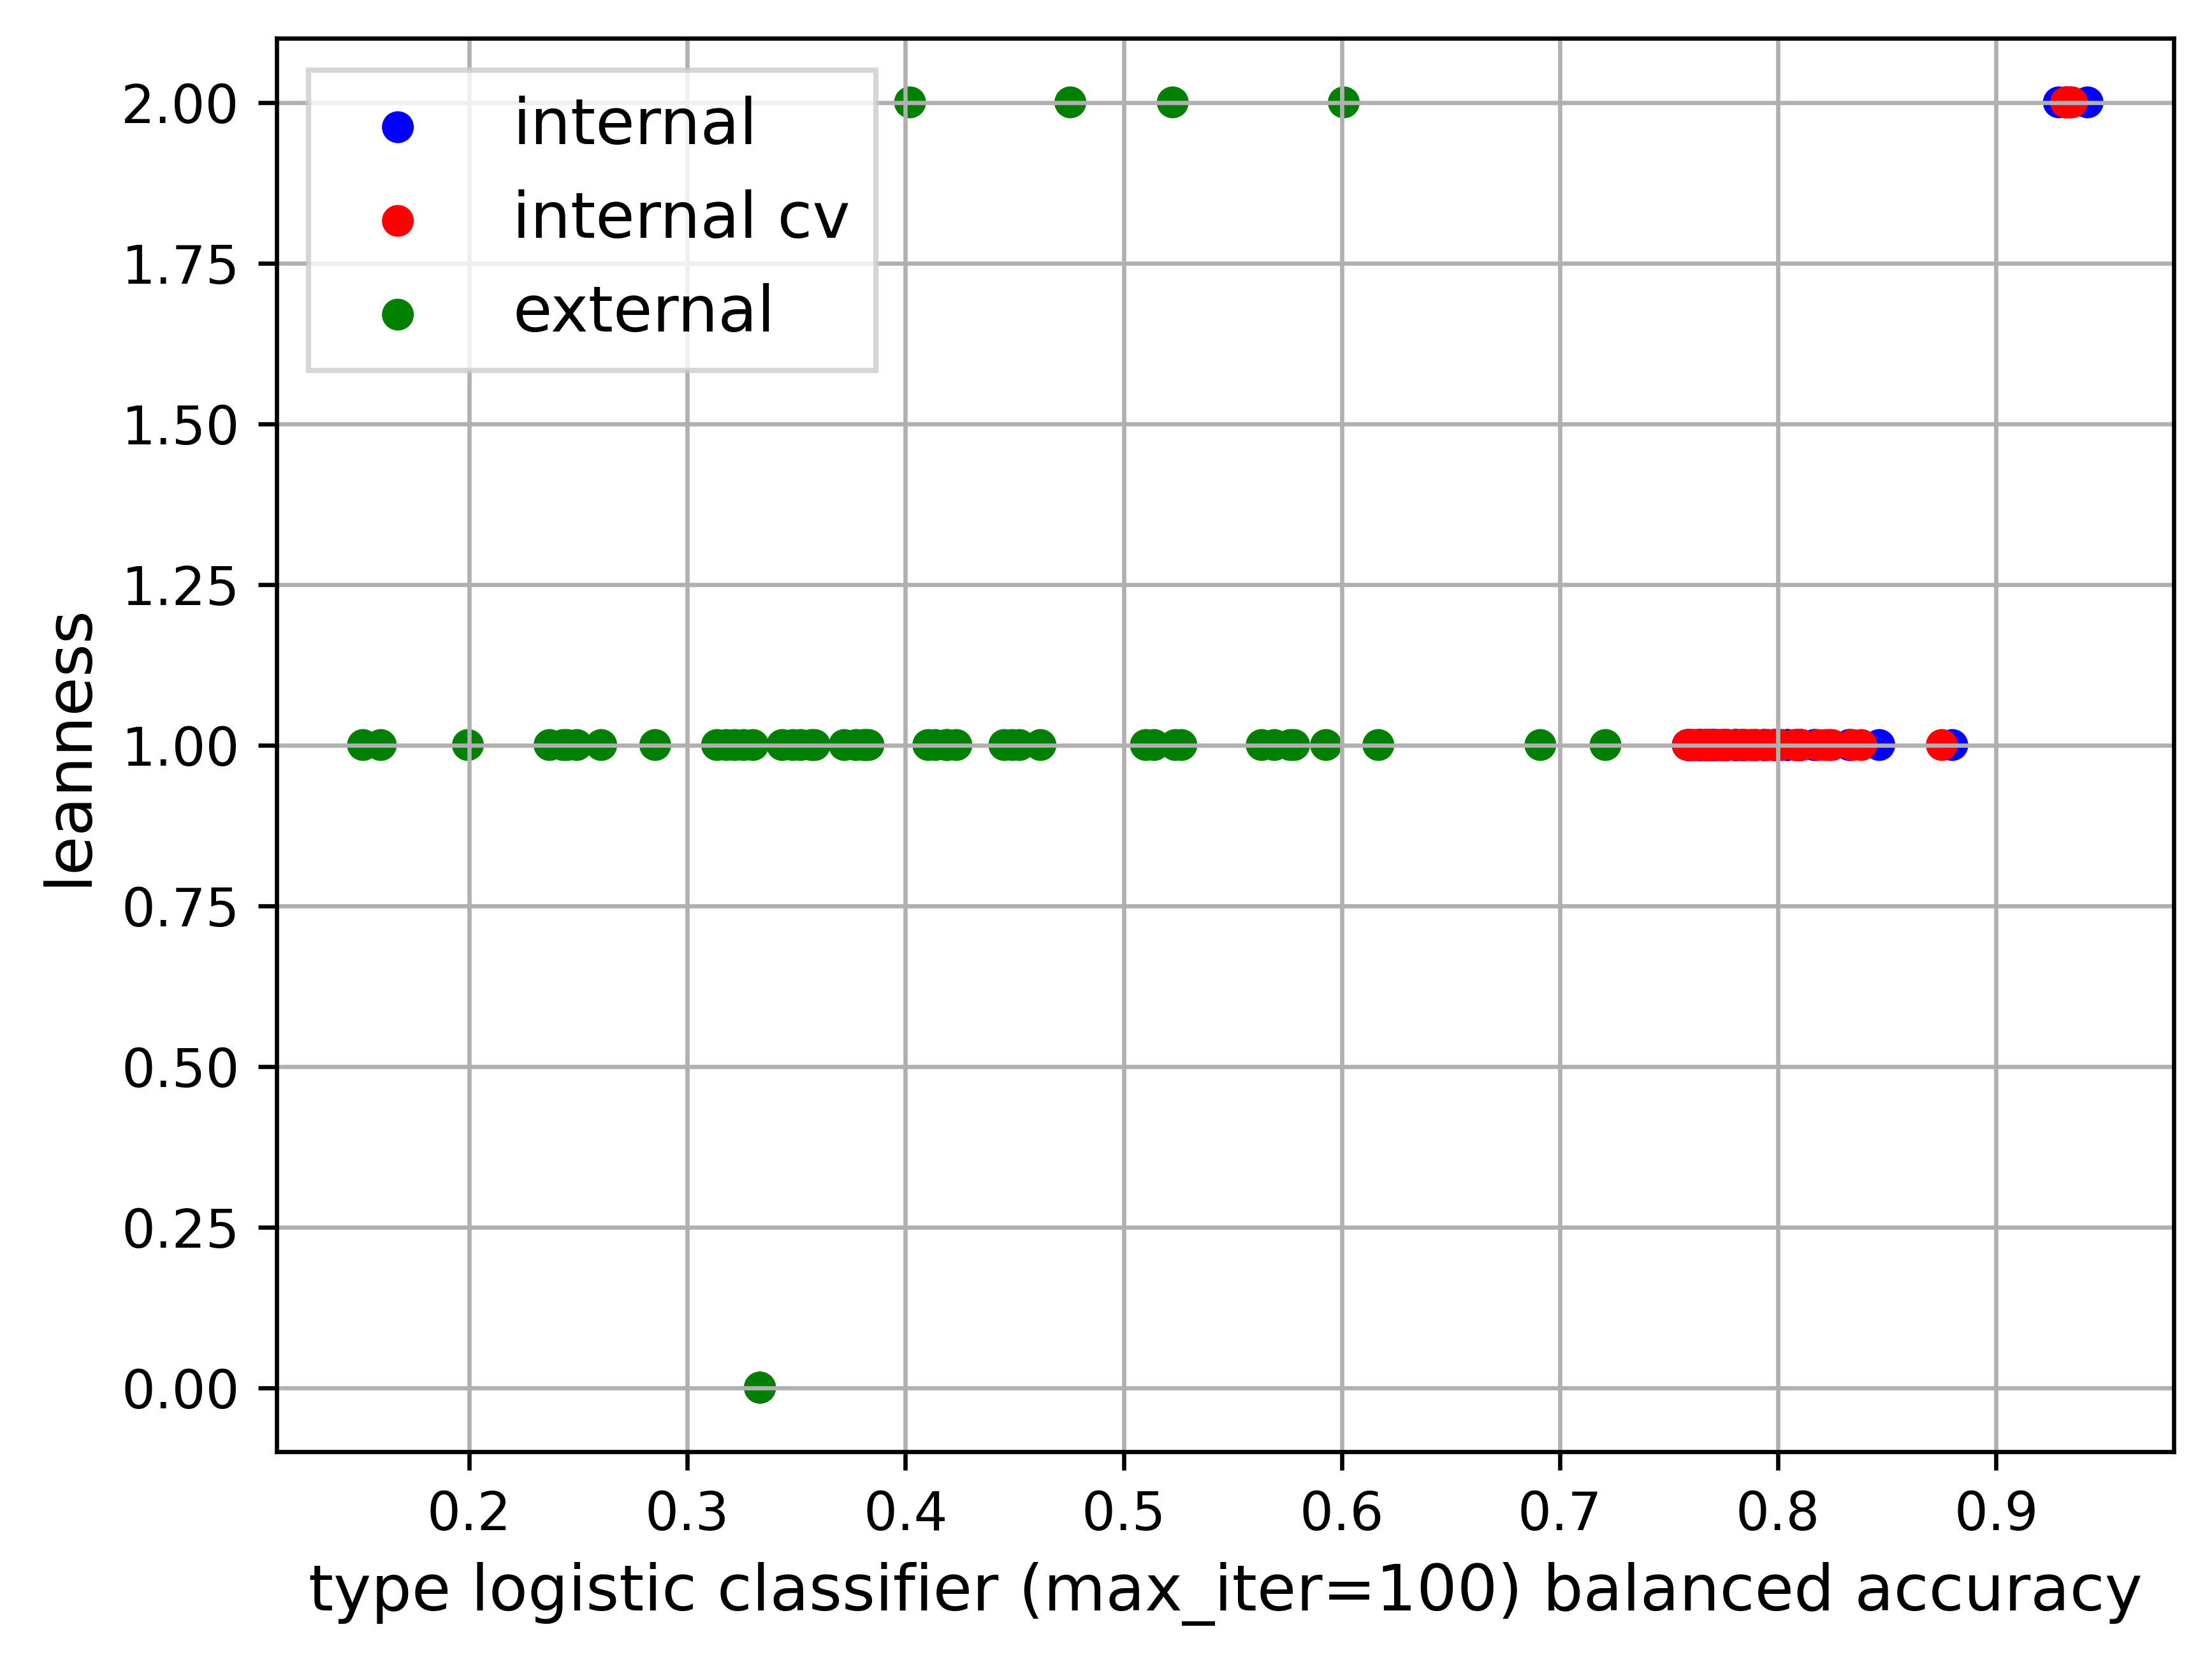 internal
internal cv
external
leanness
2.00
1.75
1.50
1.25
1.00
0.75
0.50
0.25
0.00
0.2 0.3 0.4 0.5 0.6 0.7 0.8 0.9
type logistic classifier (max_iter=100) balanced accuracy